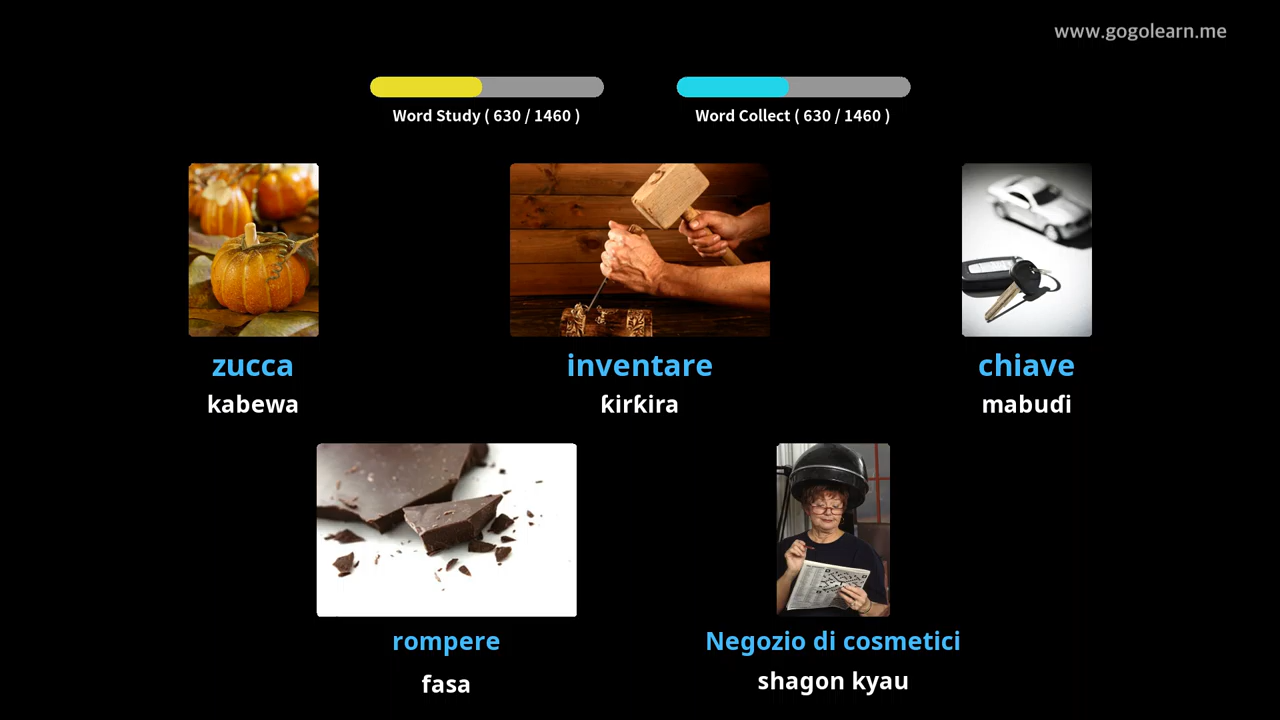 www.gogolearn.me
Word Study ( 630 / 1460 )
Word Collect ( 630 / 1460 )
zucca
kabewa
inventare
ƙirƙira
chiave
mabuɗi
rompere
fasa
Negozio di cosmetici
shagon kyau